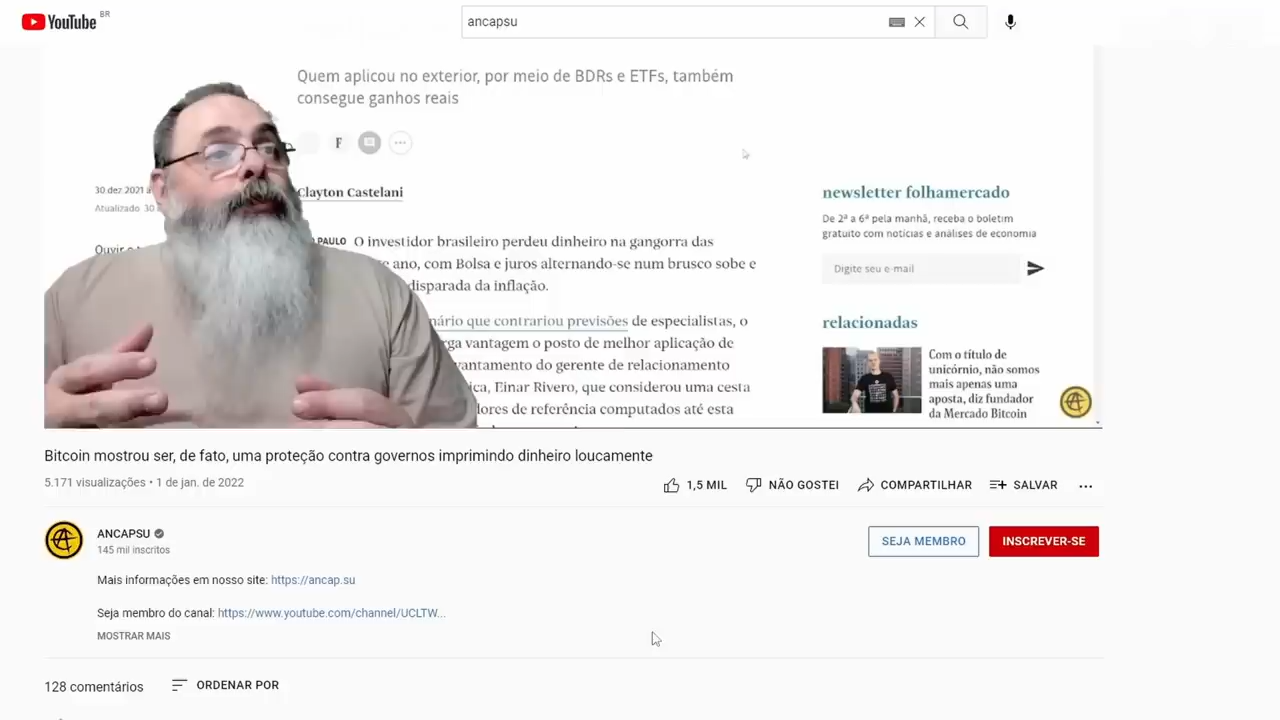 YouTube BR
ancapsu
Quem aplicou no exterior, por meio de BDRs e ETFs, também
consegue ganhos reais
F
30 dez.2021 à
Atualizado 30
Clayton Castelani
Ouvir o
PAULO O investidor brasileiro perdeu dinheiro na gangorra das
e ano, com Bolsa e juros alternando-se num brusco sobe e
disparada da inflação.
nário que contrariou previsões de especialistas, o
rga vantagem o posto de melhor aplicação de
vantamento do gerente de relacionamento
ica, Einar Rivero, que considerou uma cesta
dores de referência computados até esta
newsletter folhamercado
De 2ª a 6ª pela manhã, receba o boletim
gratuito com notícias e análises de economia
Digite seu e-mail
relacionadas
Com o título de
unicórnio, não somos
mais apenas uma
aposta, diz fundador
da Mercado Bitcoin
Bitcoin mostrou ser, de fato, uma proteção contra governos imprimindo dinheiro loucamente
5.171 visualizações • 1 de jan. de 2022
1,5 MIL
NÃO GOSTEI
COMPARTILHAR
SALVAR
ANCAPSU
145 mil inscritos
SEJA MEMBRO
INSCREVER-SE
Mais informações em nosso site: https://ancap.su
Seja membro do canal: https://www.youtube.com/channel/UCLTW...
MOSTRAR MAIS
128 comentários
ORDENAR POR